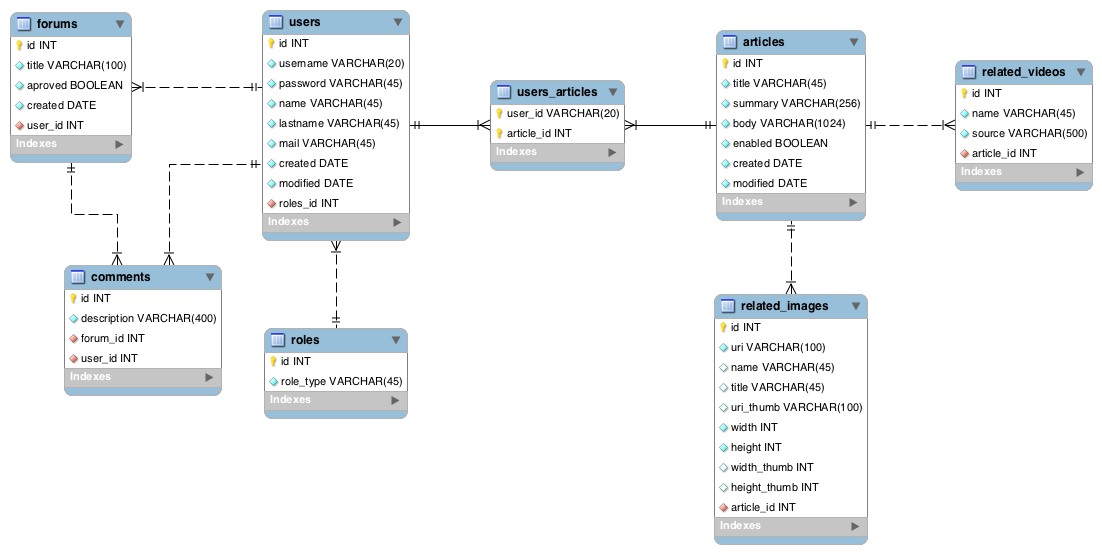 forums
id INT
title VARCHAR(100)
aproved BOOLEAN
created DATE
user_id INT
Indexes
users
id INT
username VARCHAR(20)
password VARCHAR(45)
name VARCHAR(45)
lastname VARCHAR(45)
mail VARCHAR(45)
created DATE
modified DATE
roles_id INT
Indexes
users_articles
user_id VARCHAR(20)
article_id INT
Indexes
articles
id INT
title VARCHAR(45)
summary VARCHAR(256)
body VARCHAR(1024)
enabled BOOLEAN
created DATE
modified DATE
Indexes
related_videos
id INT
name VARCHAR(45)
source VARCHAR(500)
article_id INT
Indexes
comments
id INT
description VARCHAR(400)
forum_id INT
user_id INT
Indexes
roles
id INT
role_type VARCHAR(45)
Indexes
related_images
id INT
uri VARCHAR(100)
name VARCHAR(45)
title VARCHAR(45)
uri_thumb VARCHAR(100)
width INT
height INT
width_thumb INT
height_thumb INT
article_id INT
Indexes